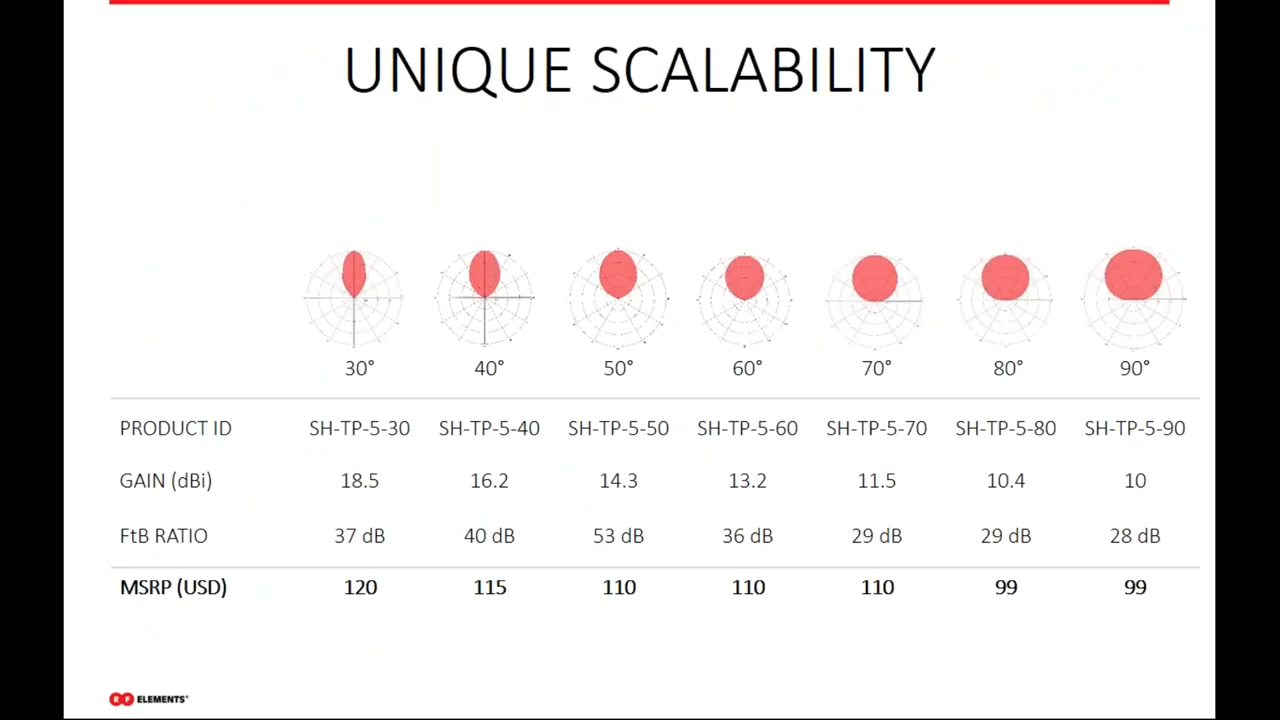 UNIQUE SCALABILITY
30° 40° 50° 60° 70° 80° 90°
PRODUCT ID SH-TP-5-30 SH-TP-5-40 SH-TP-5-50 SH-TP-5-60 SH-TP-5-70 SH-TP-5-80 SH-TP-5-90
GAIN (dBi) 18.5 16.2 14.3 13.2 11.5 10.4 10
FtB RATIO 37 dB 40 dB 53 dB 36 dB 29 dB 29 dB 28 dB
MSRP (USD) 120 115 110 110 110 99 99
RF ELEMENTS®